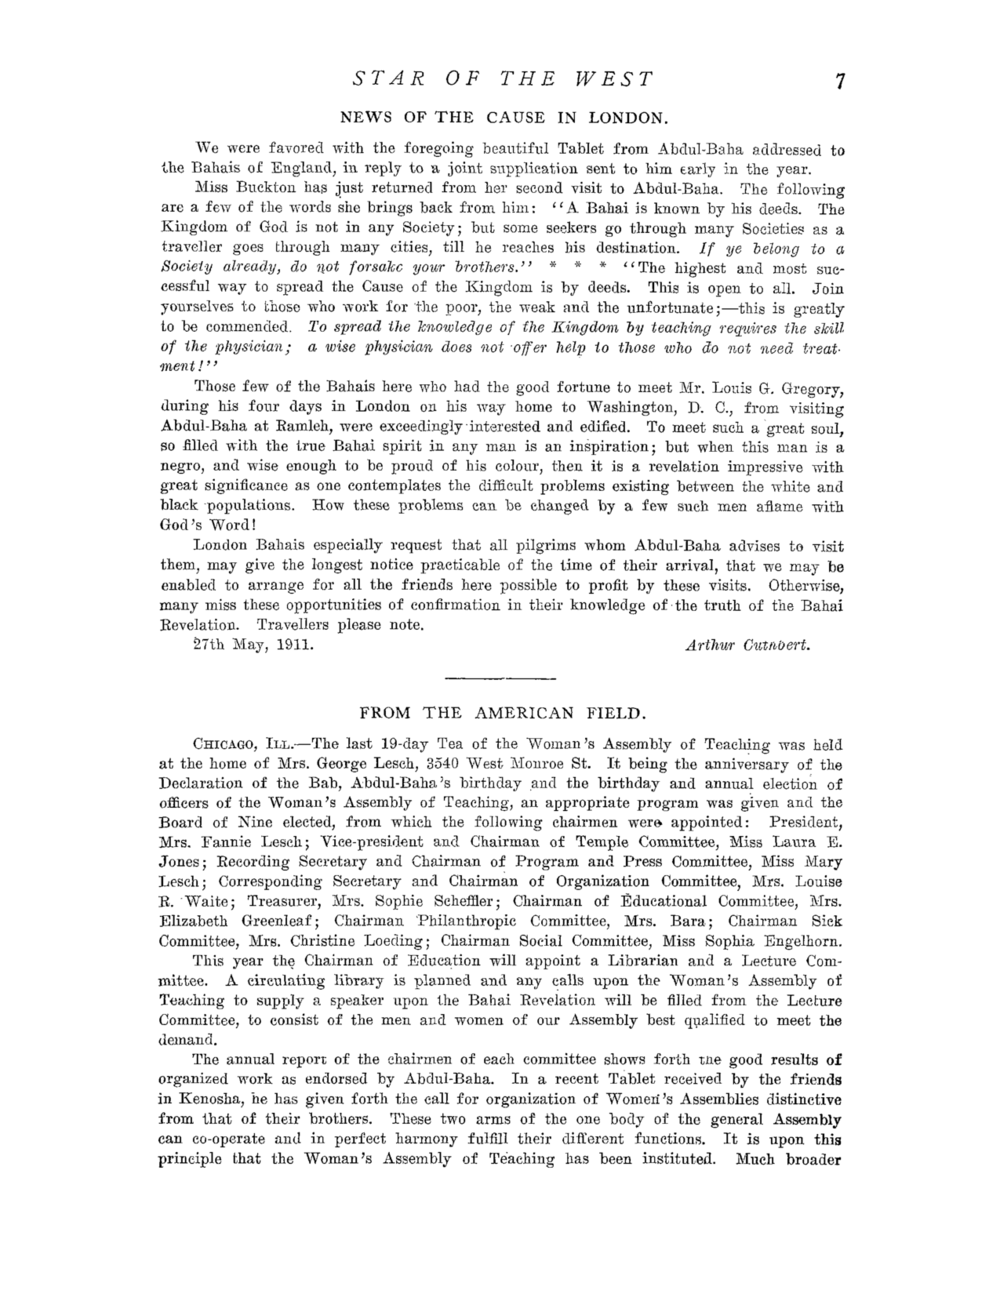 STAR OF THE WEST 7
NEWS OF THE CAUSE IN LONDON.
We were favored with the foregoing beautiful Tablet from Abdul-Baha addressed to
the Bahais of England, in reply to a joint supplication sent to him early in the year.
Miss Buckton has just returned from her second visit to Abdul-Baha. The following
are a few of the words she brings back from him: “A Bahai is known by his deeds. The
Kingdom of God is not in any Society; but some seekers go through many Societies as a
traveller goes through many cities, till he reaches his destination. If ye belong to a
Society already, do not forsake your brothers.” * * * “The highest and most suc-
cessful way to spread the Cause of the Kingdom is by deeds. This is open to all. Join
yourselves to those who work for the poor, the weak and the unfortunate;—this is greatly
to be commended. To spread the knowledge of the Kingdom by teaching requires the skill
of the physician; a wise physician does not offer help to those who do not need treat-
ment!”
Those few of the Bahais here who had the good fortune to meet Mr. Louis G. Gregory,
during his four days in London on his way home to Washington, D. C., from visiting
Abdul-Baha at Ramleh, were exceedingly interested and edified. To meet such a great soul,
so filled with the true Bahai spirit in any man is an inspiration; but when this man is a
negro, and wise enough to be proud of his colour, then it is a revelation impressive with
great significance as one contemplates the difficult problems existing between the white and
black populations. How these problems can be changed by a few such men aflame with
God's Word!
London Bahais especially request that all pilgrims whom Abdul-Baha advises to visit
them, may give the longest notice practicable of the time of their arrival, that we may be
enabled to arrange for all the friends here possible to profit by these visits. Otherwise,
many miss these opportunities of confirmation in their knowledge of the truth of the Bahai
Revelation. Travellers please note.
27th May, 1911. Arthur Cuthbert.
FROM THE AMERICAN FIELD.
CHICAGO, ILL.—The last 19-day Tea of the Woman's Assembly of Teaching was held
at the home of Mrs. George Lesch, 3540 West Monroe St. It being the anniversary of the
Declaration of the Bab, Abdul-Baha's birthday and the birthday and annual election of
officers of the Woman's Assembly of Teaching, an appropriate program was given and the
Board of Nine elected, from which the following chairmen were appointed: President,
Mrs. Fannie Lesch; Vice-president and Chairman of Temple Committee, Miss Laura E.
Jones; Recording Secretary and Chairman of Program and Press Committee, Miss Mary
Lesch; Corresponding Secretary and Chairman of Organization Committee, Mrs. Louise
R. Waite; Treasurer, Mrs. Sophie Scheffler; Chairman of Educational Committee, Mrs.
Elizabeth Greenleaf; Chairman Philanthropic Committee, Mrs. Bara; Chairman Sick
Committee, Mrs. Christine Loeding; Chairman Social Committee, Miss Sophia Engelhorn.
This year the Chairman of Education will appoint a Librarian and a Lecture Com-
mittee. A circulating library is planned and any calls upon the Woman's Assembly of
Teaching to supply a speaker upon the Bahai Revelation will be filled from the Lecture
Committee, to consist of the men and women of our Assembly best qualified to meet the
demand.
The annual report of the chairmen of each committee shows forth the good results of
organized work as endorsed by Abdul-Baha. In a recent Tablet received by the friends
in Kenosha, he has given forth the call for organization of Women's Assemblies distinctive
from that of their brothers. These two arms of the one body of the general Assembly
can co-operate and in perfect harmony fulfill their different functions. It is upon this
principle that the Woman's Assembly of Teaching has been instituted. Much broader